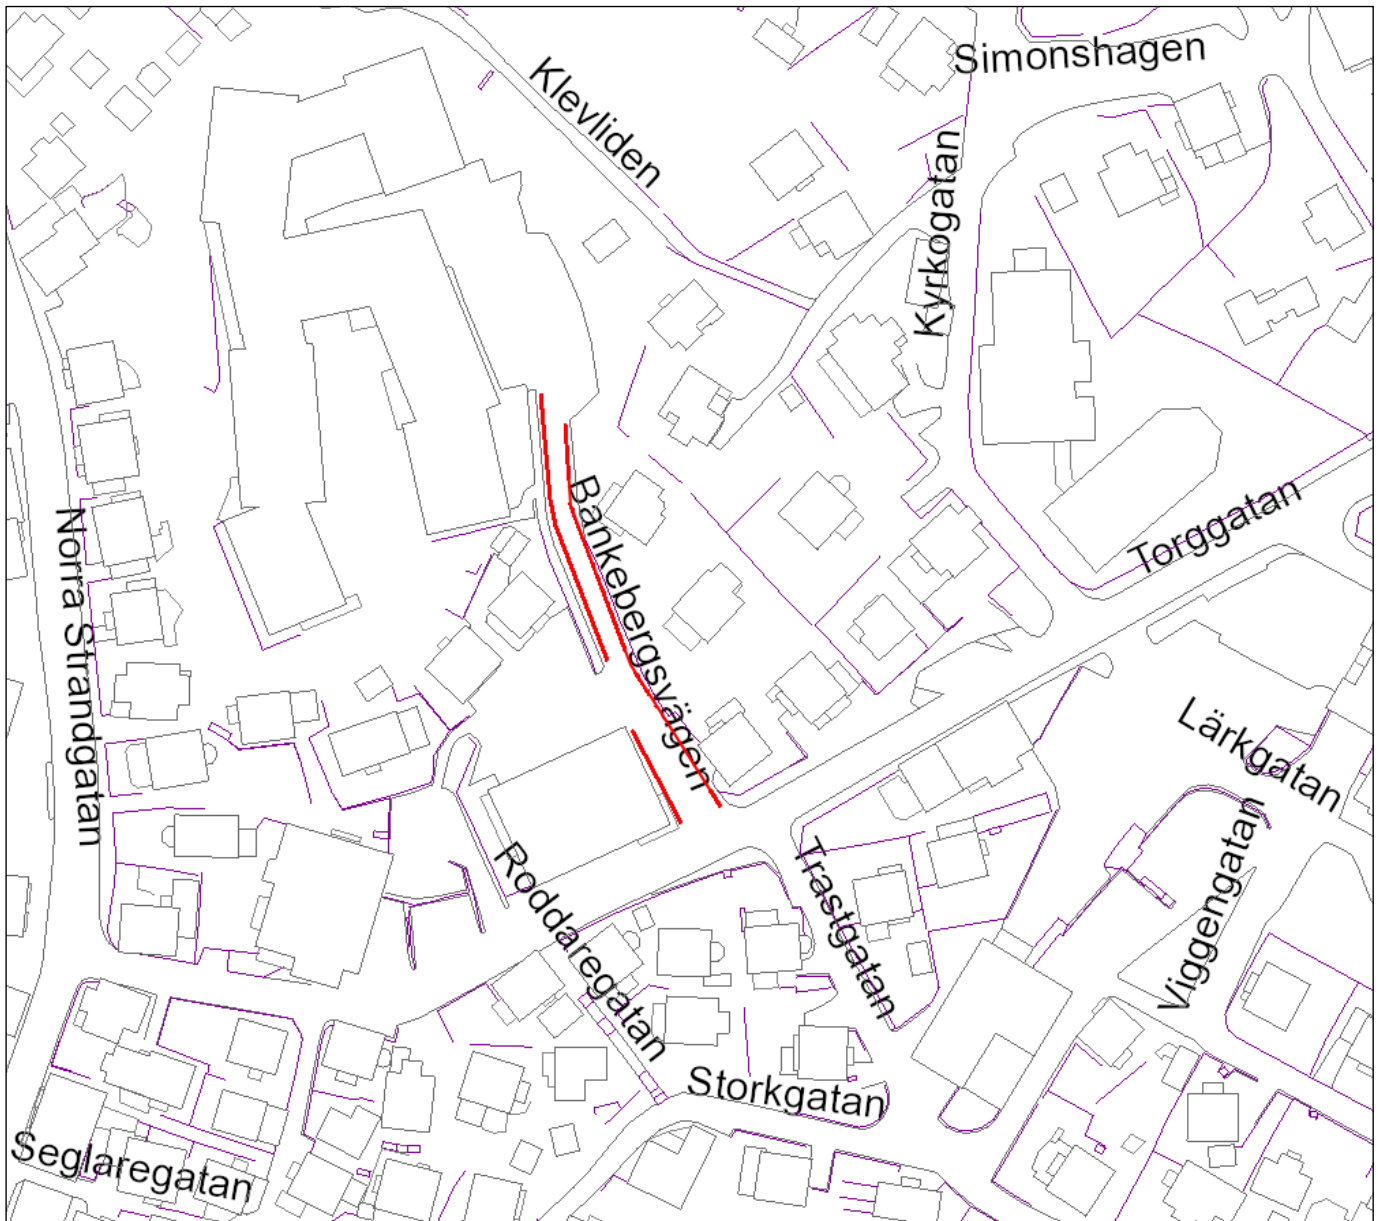 Simonshagen
Klevliden
Kyrkogatan
Torggatan
Bankebergsvägen
Norra Strandgatan
Lärkgatan
Viggengatan
Trastgatan
Roddaregatan
Storkgatan
Seglaregatan